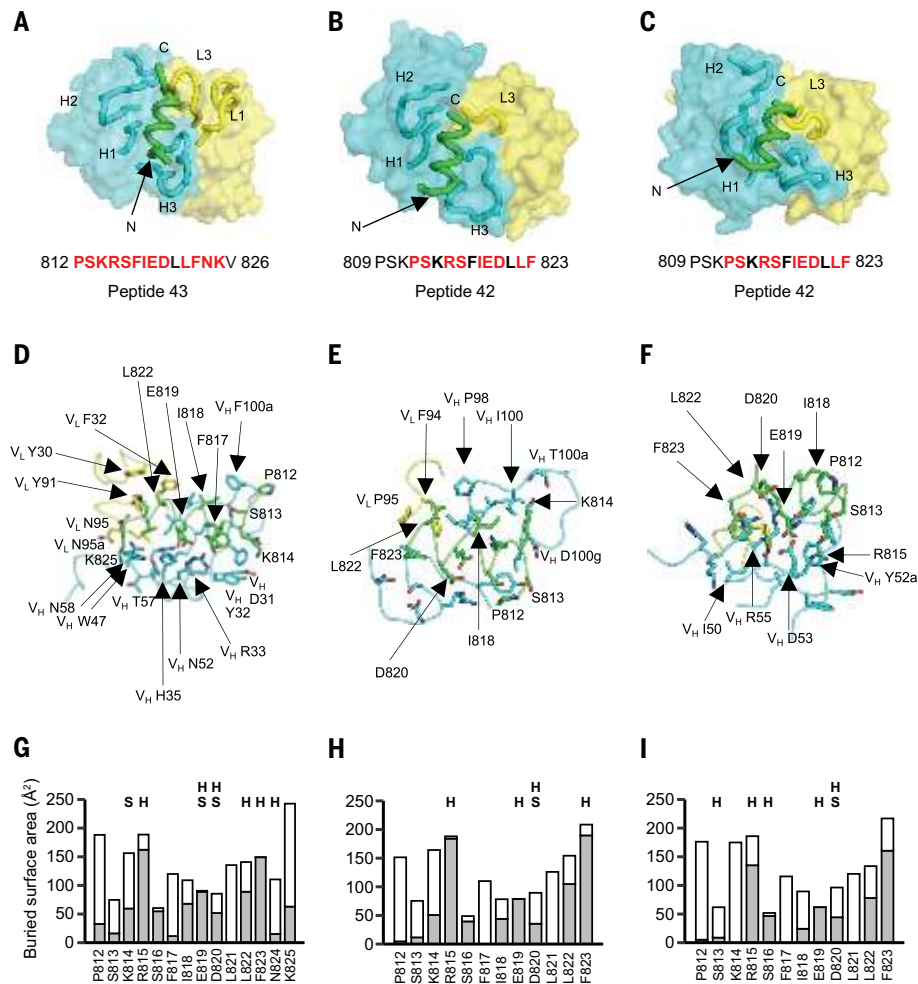 A
B
C
C
L3
H2
L1
H1
H3
N
H2
C
L3
H1
N
H3
H2
C
L3
N
H1
H3
812 PSKRSFIEDLLFNKV 826
Peptide 43
809 PSKPSKRSFIEDLLF 823
Peptide 42
809 PSKPSKRSFIEDLLF 823
Peptide 42
D
L822
E819
I818
VH F100a
VL F32
F817
VL Y30
P812
VL Y91
S813
VL N95
VL N95a
K825
K814
VH N58
VH W47
VH T57
VH D31
Y32
VH R33
VH N52
VH H35
E
VH P98
VL F94
VH I100
VH T100a
K814
VL P95
L822
F823
VH D100g
S813
P812
I818
D820
F
L822
D820
I818
E819
F823
P812
S813
R815
VH Y52a
VH I50
VH R55
VH D53
G
Buried surface area (Å²)
250
200
150
100
50
0
S H H S H S H H H
P812 S813 K814 R815 S816 F817 I818 E819 D820 L821 L822 F823 N824 K825
H
250
200
150
100
50
0
H H H S H
P812 S813 K814 R815 S816 F817 I818 E819 D820 L821 L822 F823
I
250
200
150
100
50
0
H H H H H S
P812 S813 K814 R815 S816 F817 I818 E819 D820 L821 L822 F823